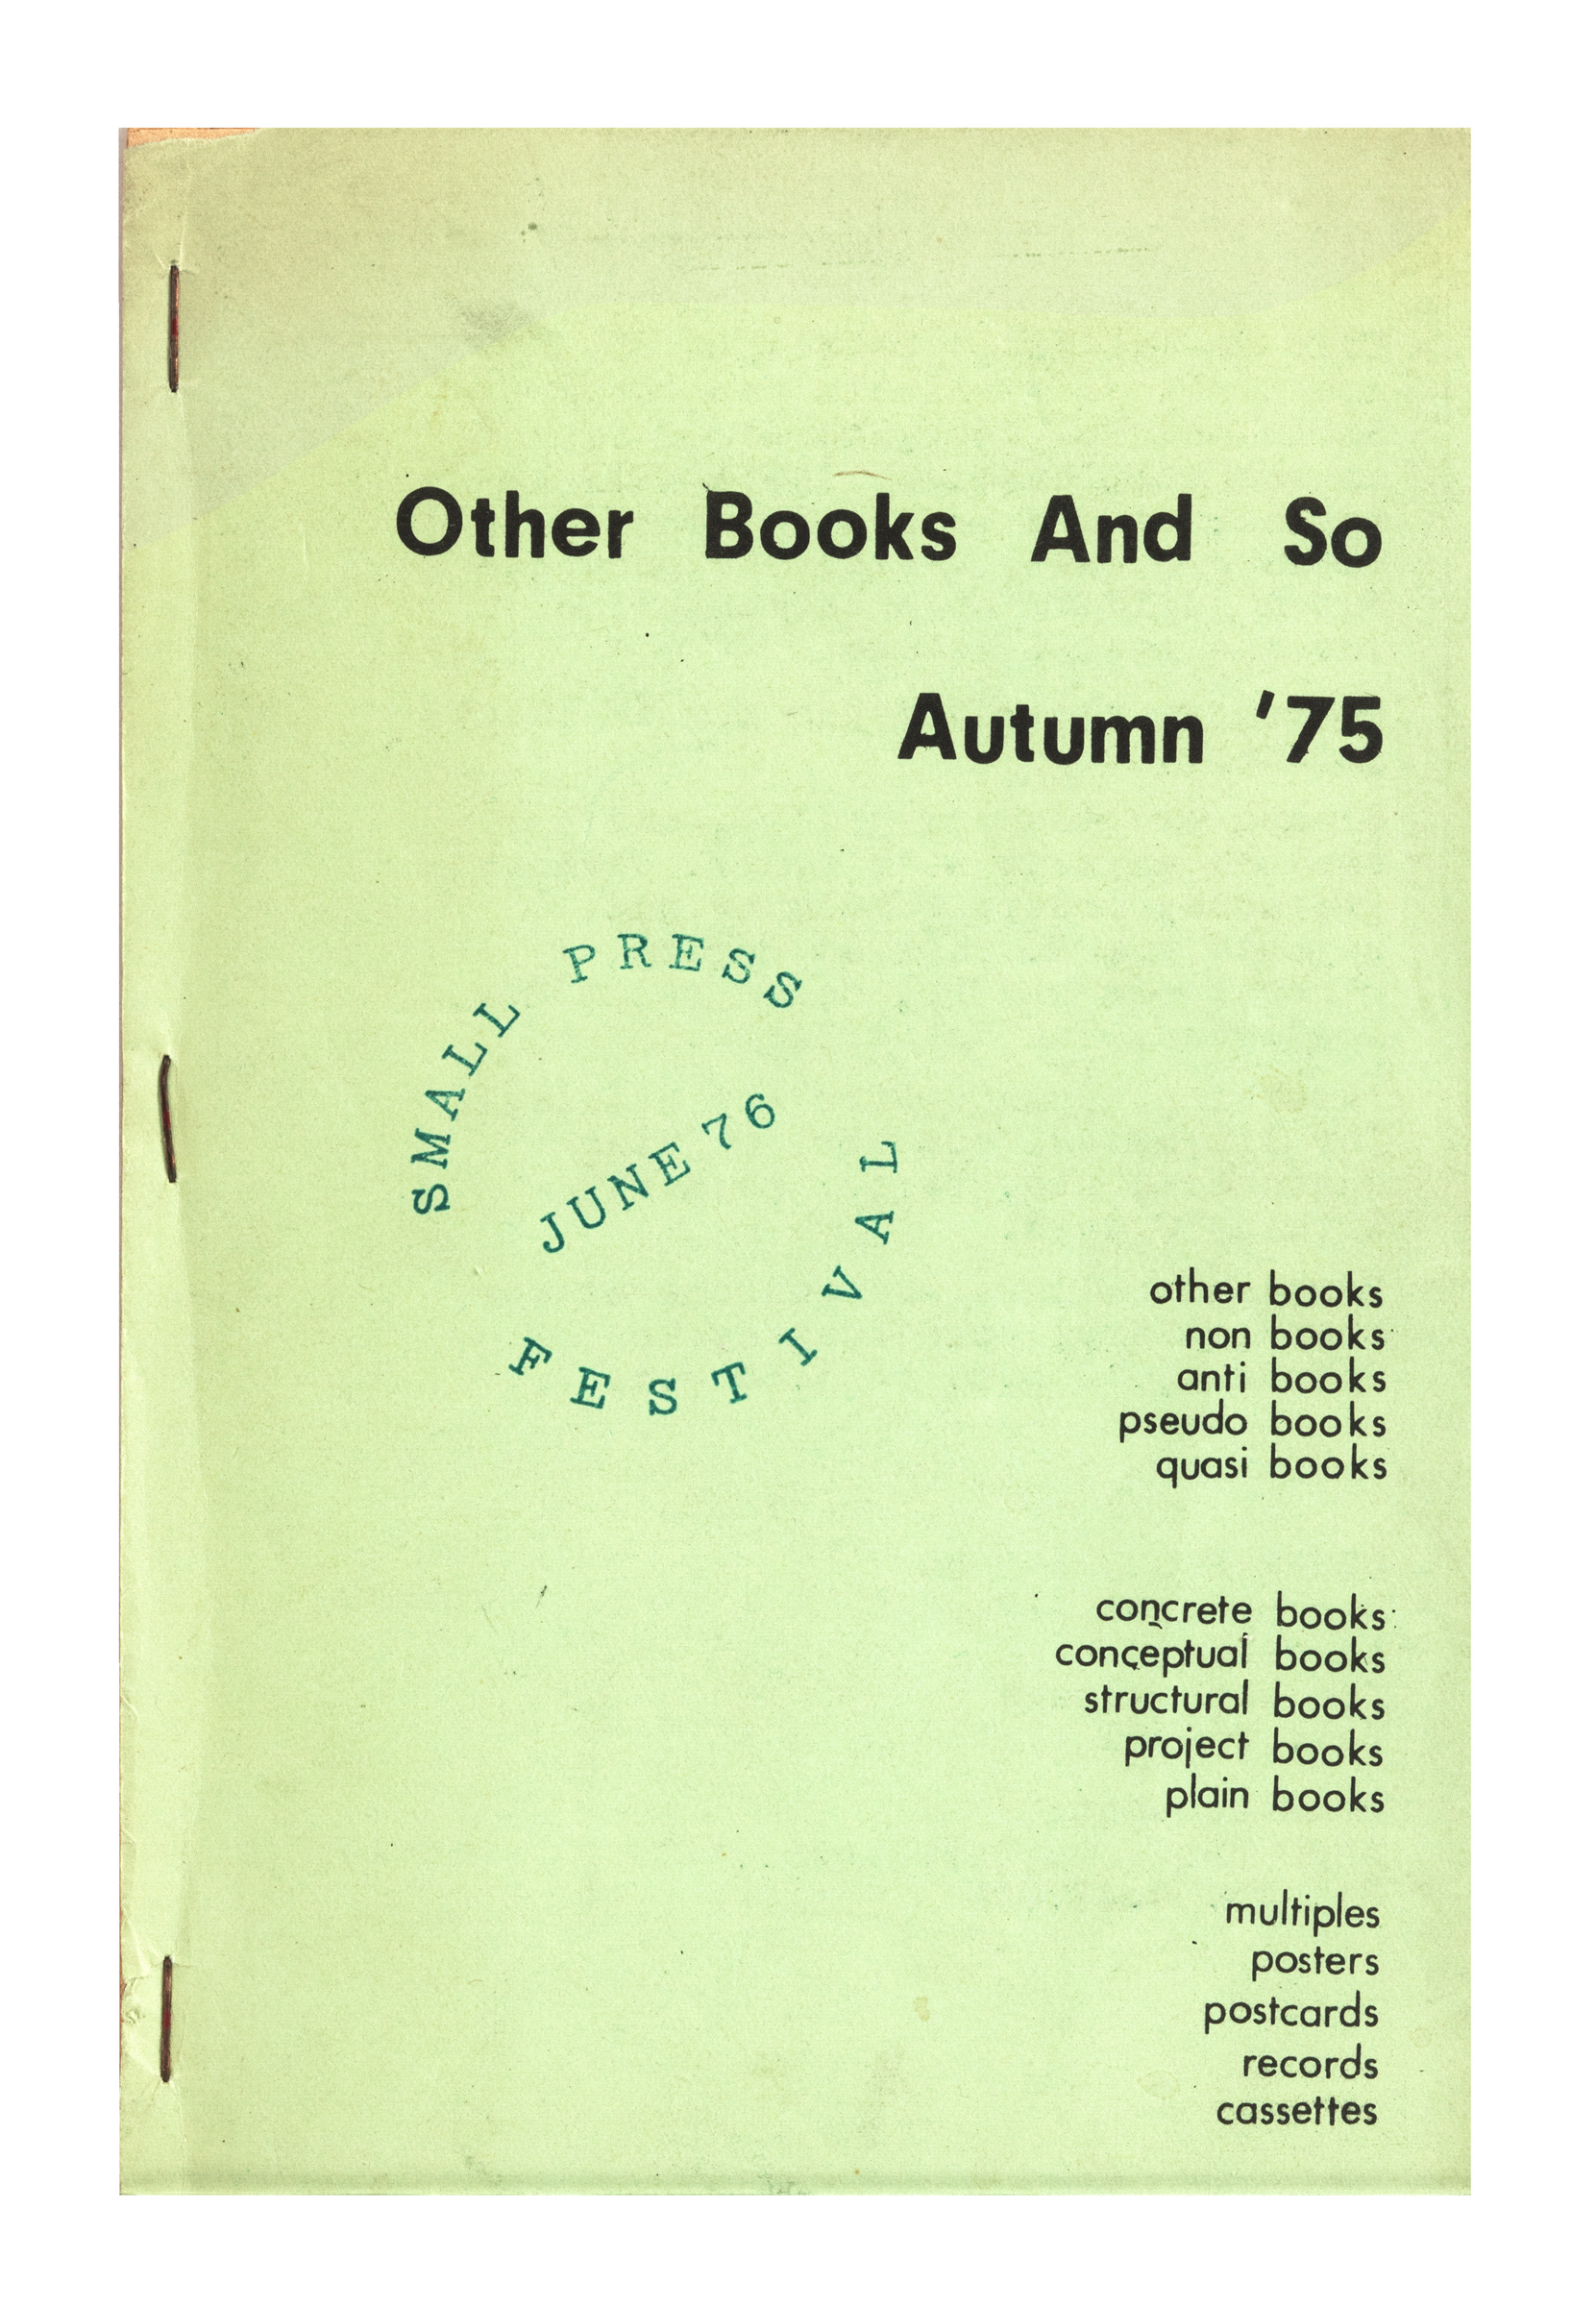 Other Books And So
Autumn '75
SMALL PRESS
JUNE 76
FESTIVAL
other books
non books
anti books
pseudo books
quasi books
concrete books
conceptual books
structural books
project books
plain books
multiples
posters
postcards
records
cassettes